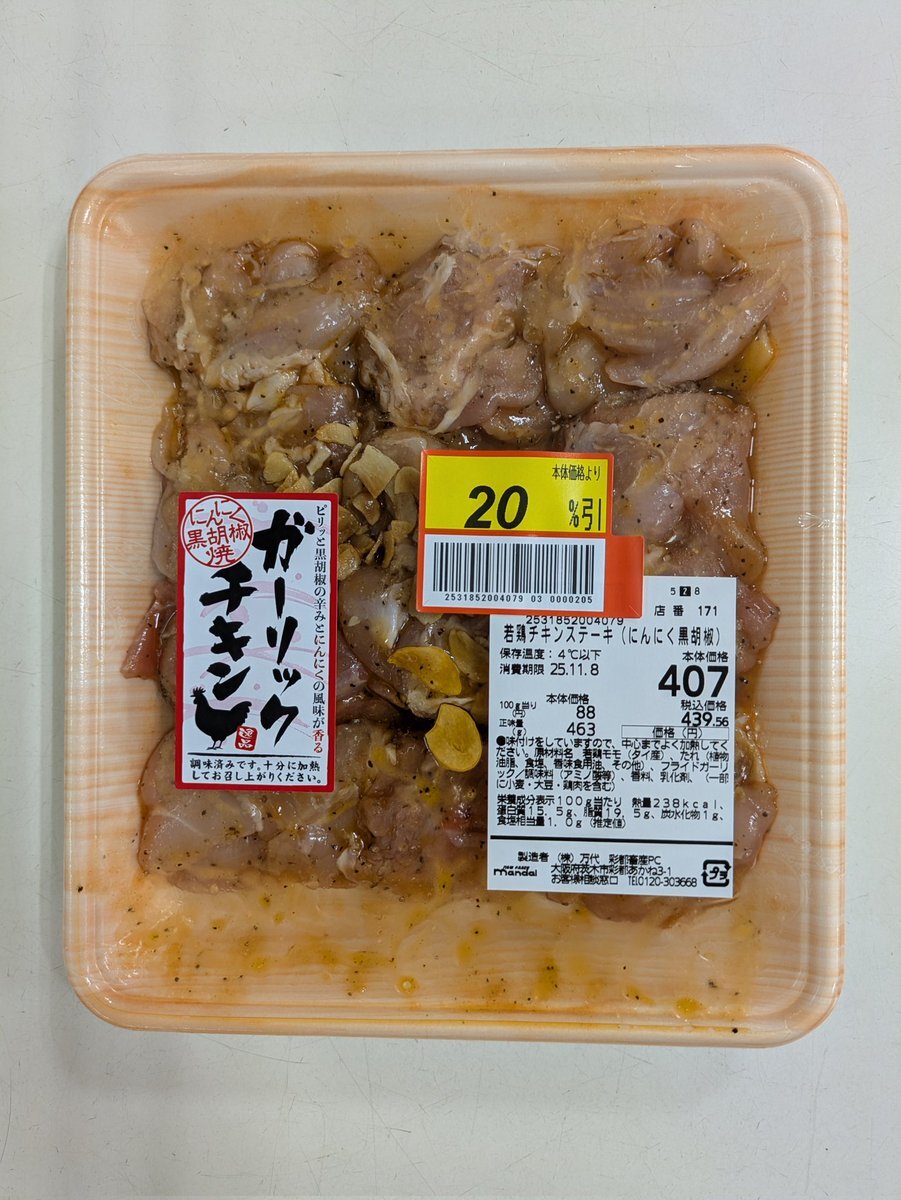 にんにく
黒胡椒
焼
ガーリック
チキン
ピリッと黒胡椒の辛みとにんにくの風味が香る
逸品
調味済みです。十分に加熱
してお召し上がりください。
本体価格より
20 %引
2531852004079 03 0000205
5 7 8
店番 171
2531852004079
若鶏チキンステーキ(にんにく黒胡椒)
保存温度:4℃以下
消費期限 25.11.8
本体価格
407
税込価格
439.56
価格(円)
本体価格
100g当り(円) 88
正味量(g) 463
●味付けをしていますので、中心までよく加熱してく
ださい。原材料名 若鶏モモ(タイ産)、たれ(植物
油脂、食塩、香味食用油、その他)、フライドガーリ
ック/調味料(アミノ酸等)、香料、乳化剤、(一部
に小麦・大豆・鶏肉を含む)
栄養成分表示100g当たり 熱量238kcal、
蛋白質15.5g、脂質19.5g、炭水化物1g、
食塩相当量1.0g(推定値)
製造者 (株)万代 彩都畜産PC
mandai
大阪府茨木市彩都あかね3-1
お客様相談窓口 TEL0120-303668
プラ